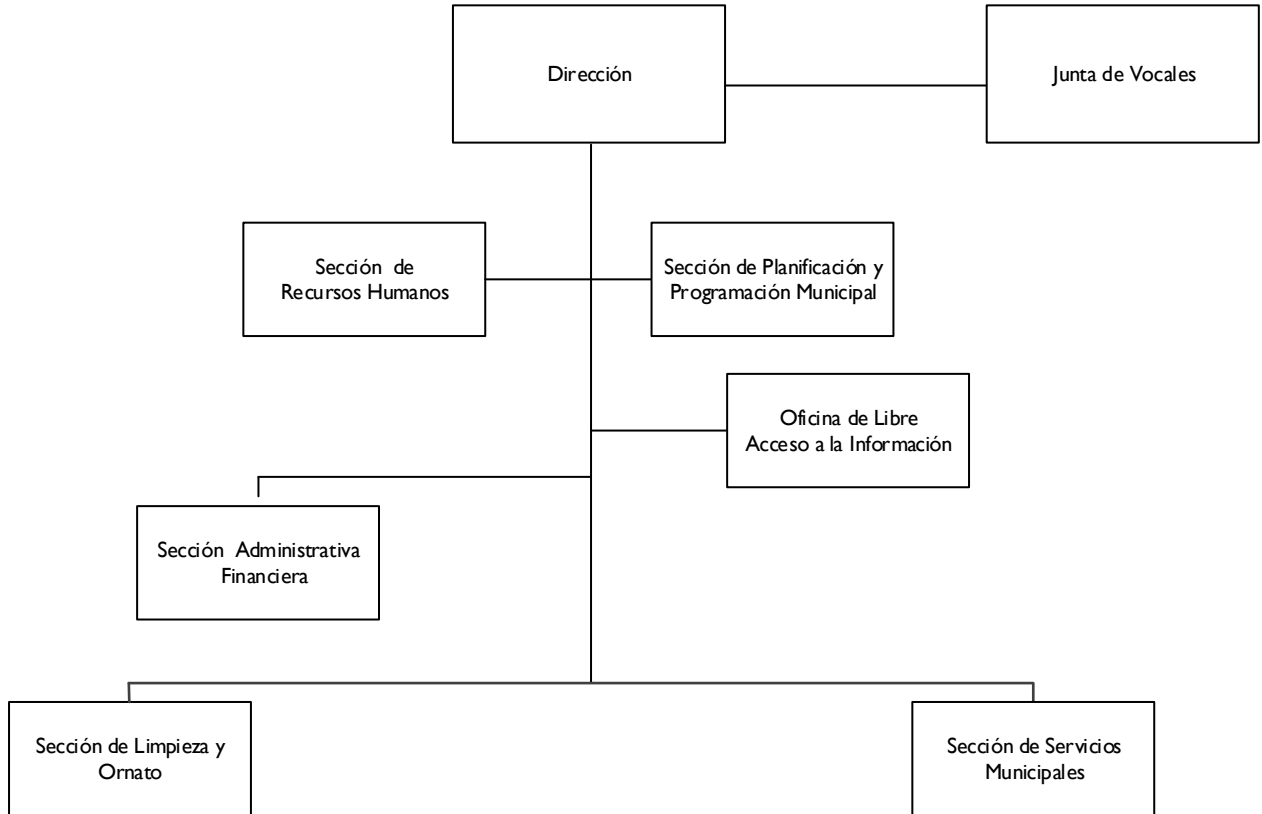 Dirección
Junta de Vocales
Sección de
Recursos Humanos
Sección de Planificación y
Programación Municipal
Oficina de Libre
Acceso a la Información
Sección Administrativa
Financiera
Sección de Limpieza y
Ornato
Sección de Servicios
Municipales